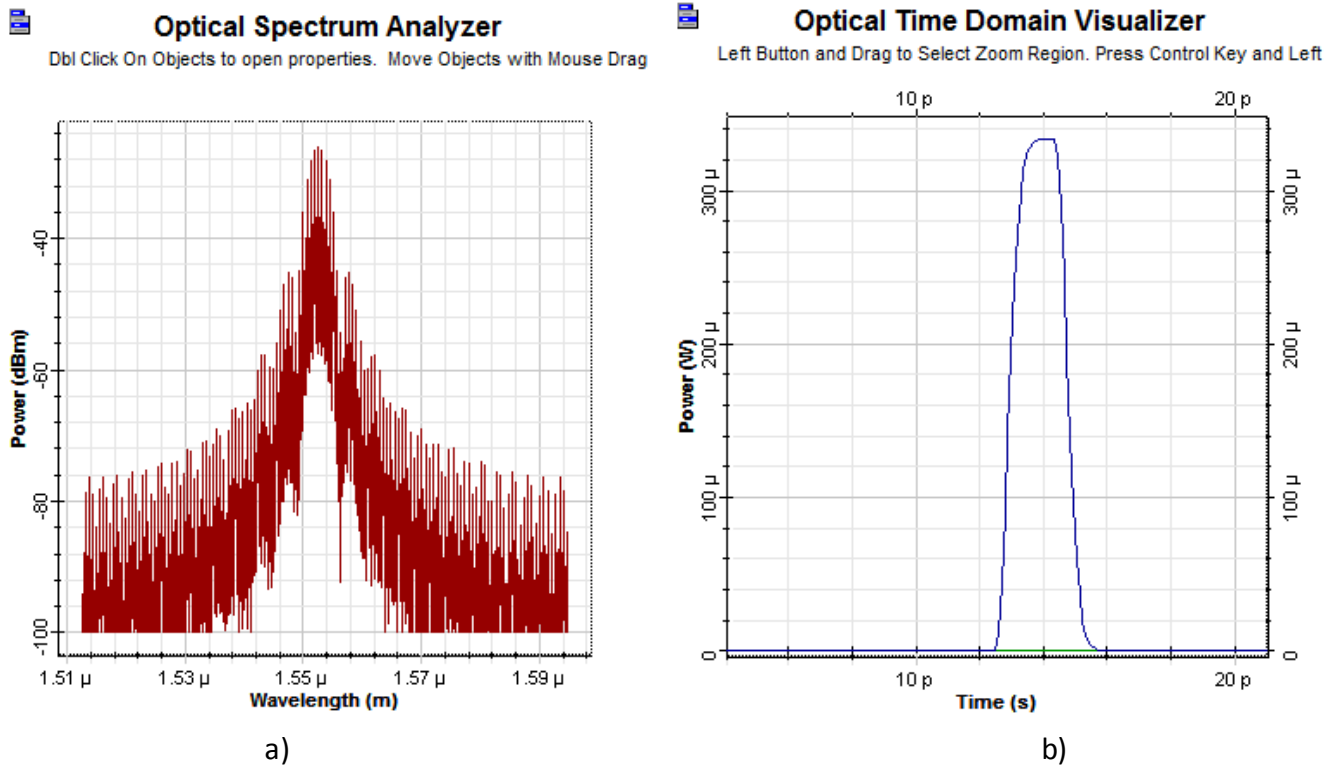 Optical Spectrum Analyzer
Dbl Click On Objects to open properties. Move Objects with Mouse Drag
Power (dBm)
-40
-60
-80
-100
1.51 µ 1.53 µ 1.55 µ 1.57 µ 1.59 µ
Wavelength (m)
a)
Optical Time Domain Visualizer
Left Button and Drag to Select Zoom Region. Press Control Key and Left
10 p 20 p
Power (W)
300 µ 300 µ
200 µ 200 µ
100 µ 100 µ
0 0
10 p 20 p
Time (s)
b)